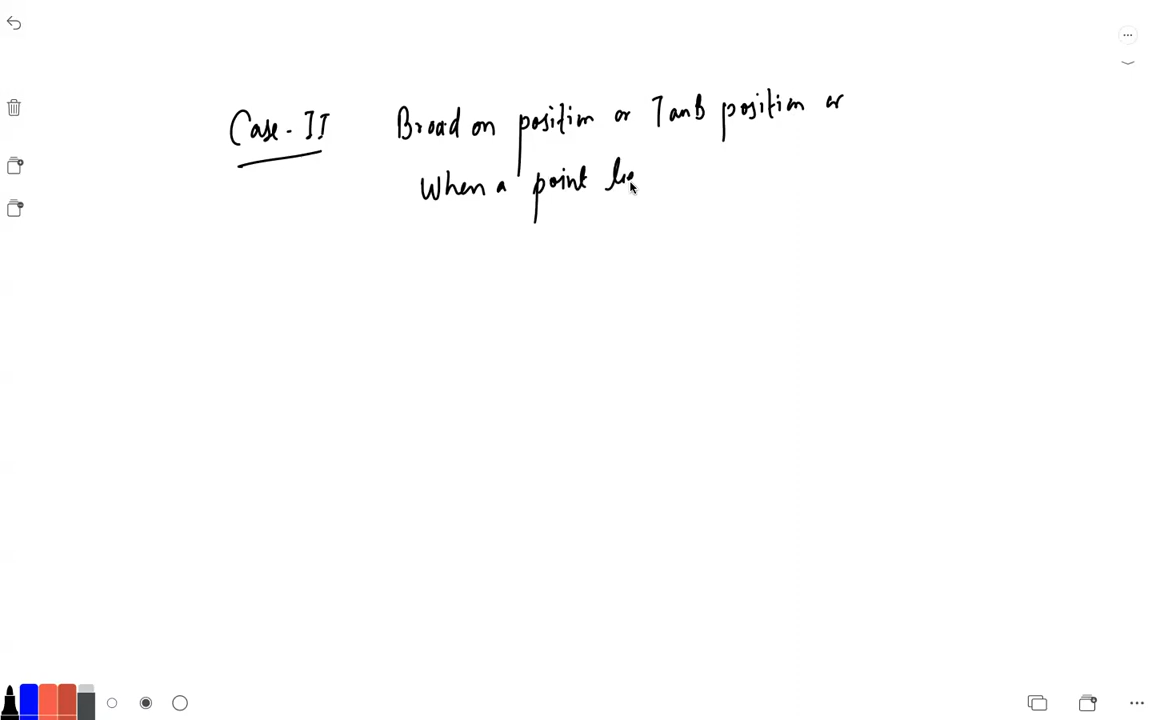 Case-II Broad on position or Tan B position or
When a point lie